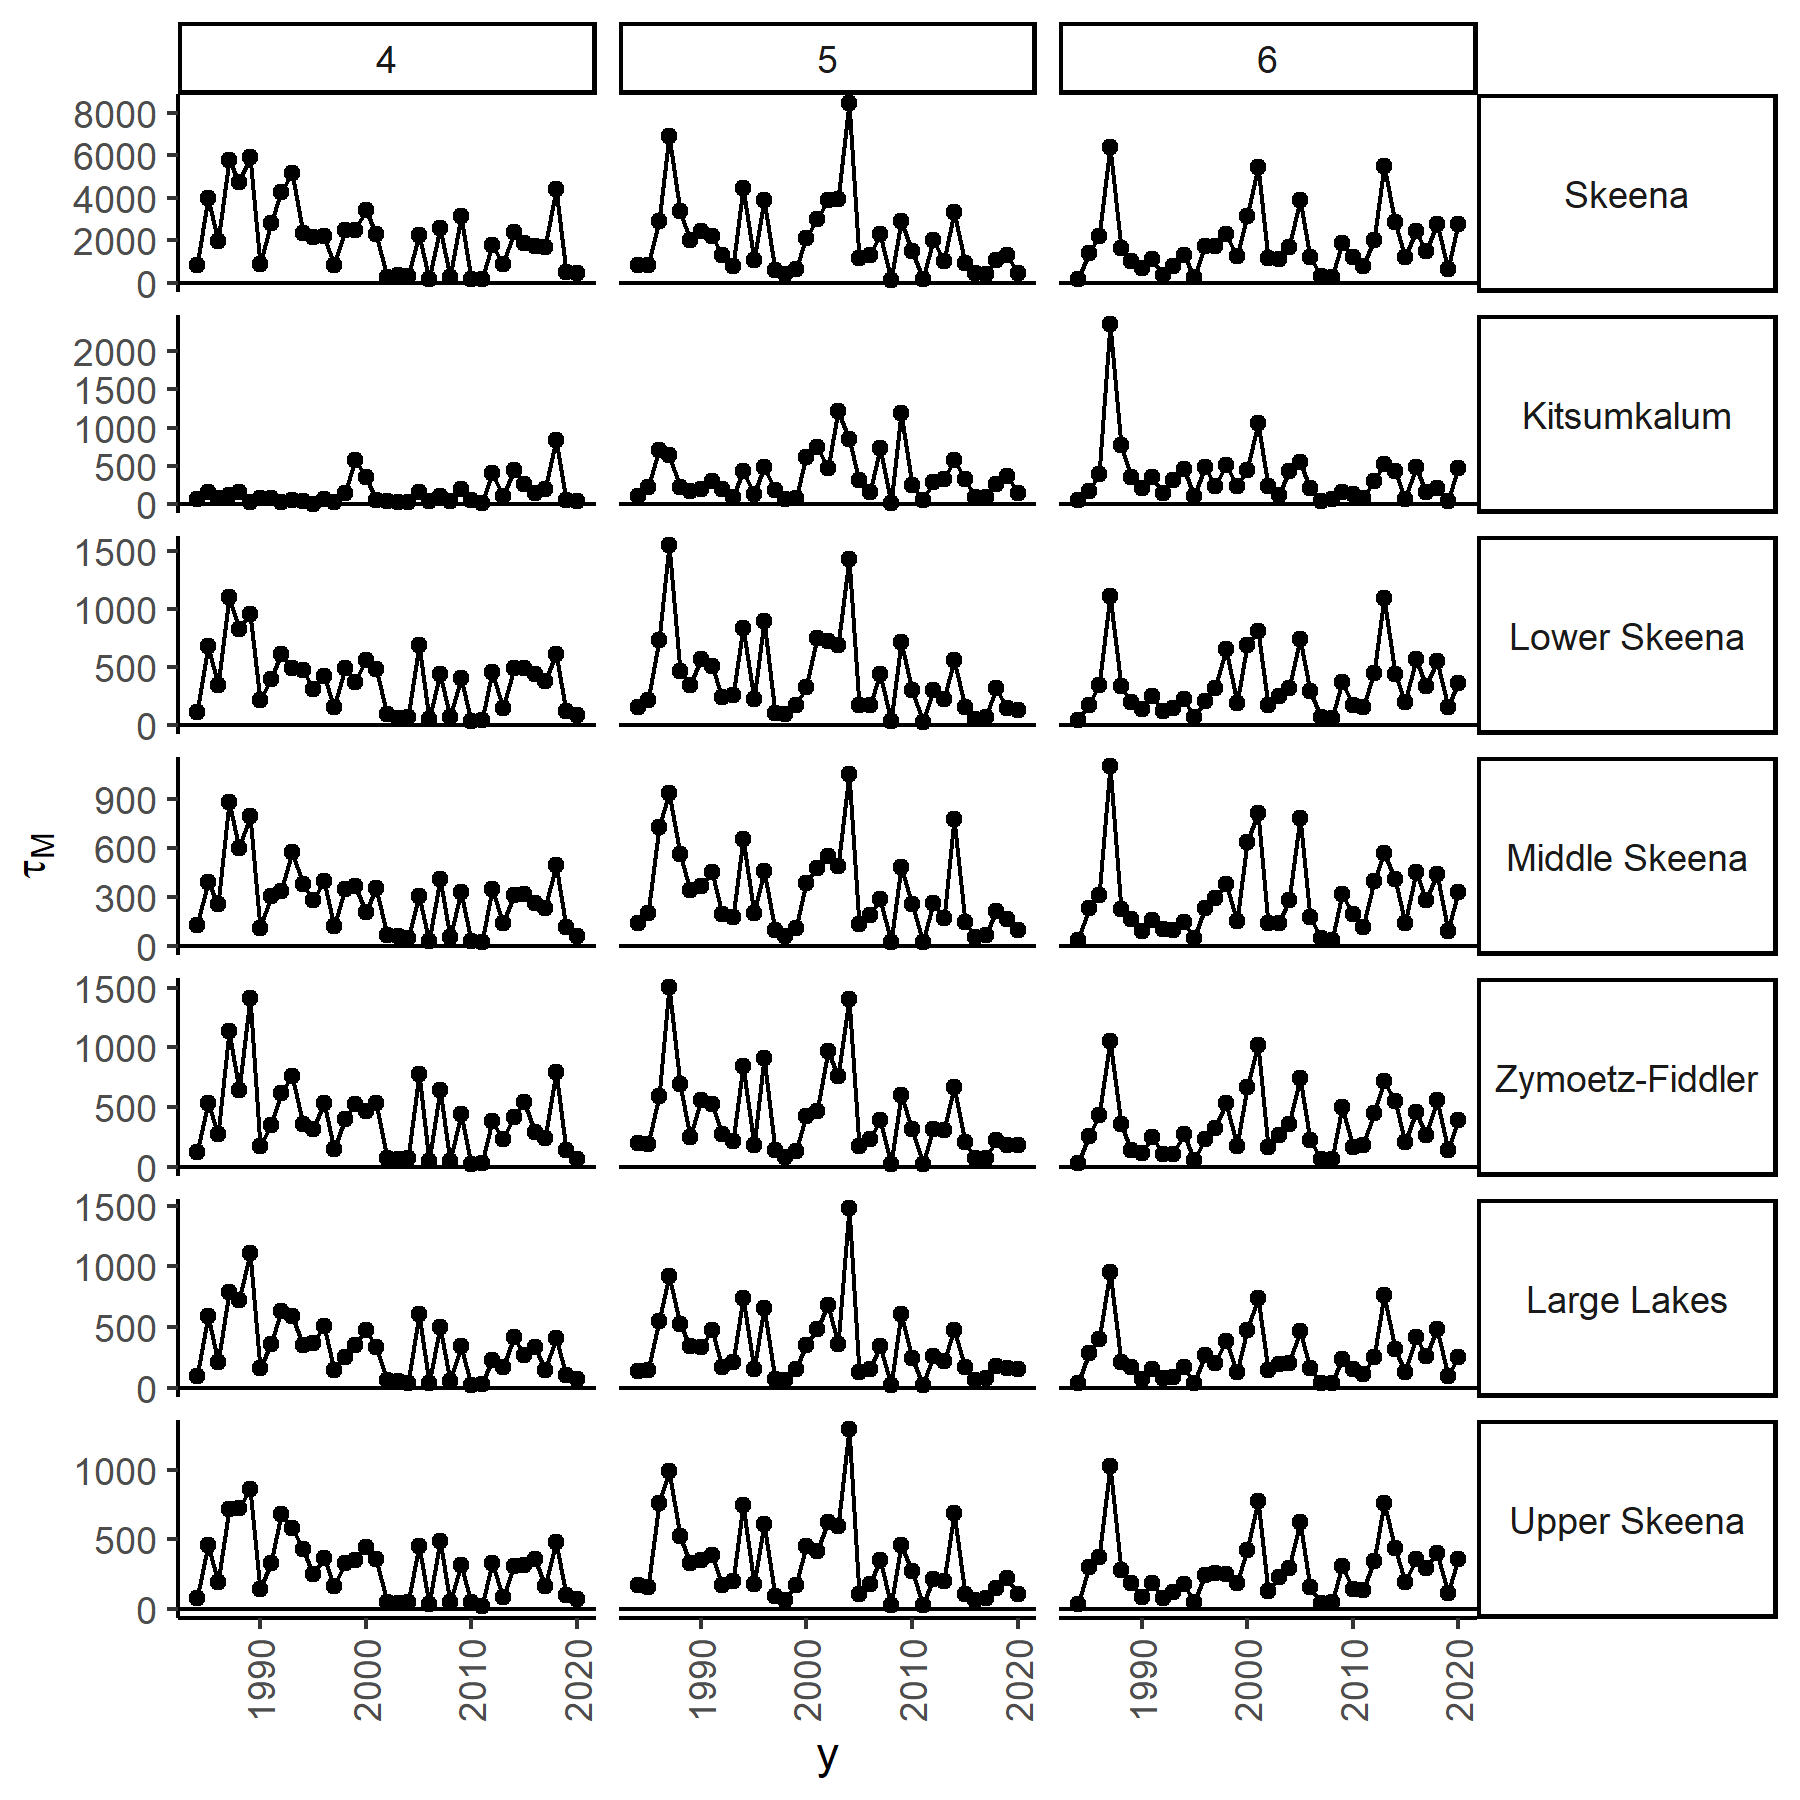 4 5 6
8000
6000
4000
2000
0
Skeena
2000
1500
1000
500
0
Kitsumkalum
1500
1000
500
0
Lower Skeena
900
600
300
0
Middle Skeena
1500
1000
500
0
Zymoetz-Fiddler
1500
1000
500
0
Large Lakes
1000
500
0
Upper Skeena
τM
1990 2000 2010 2020 1990 2000 2010 2020 1990 2000 2010 2020
y